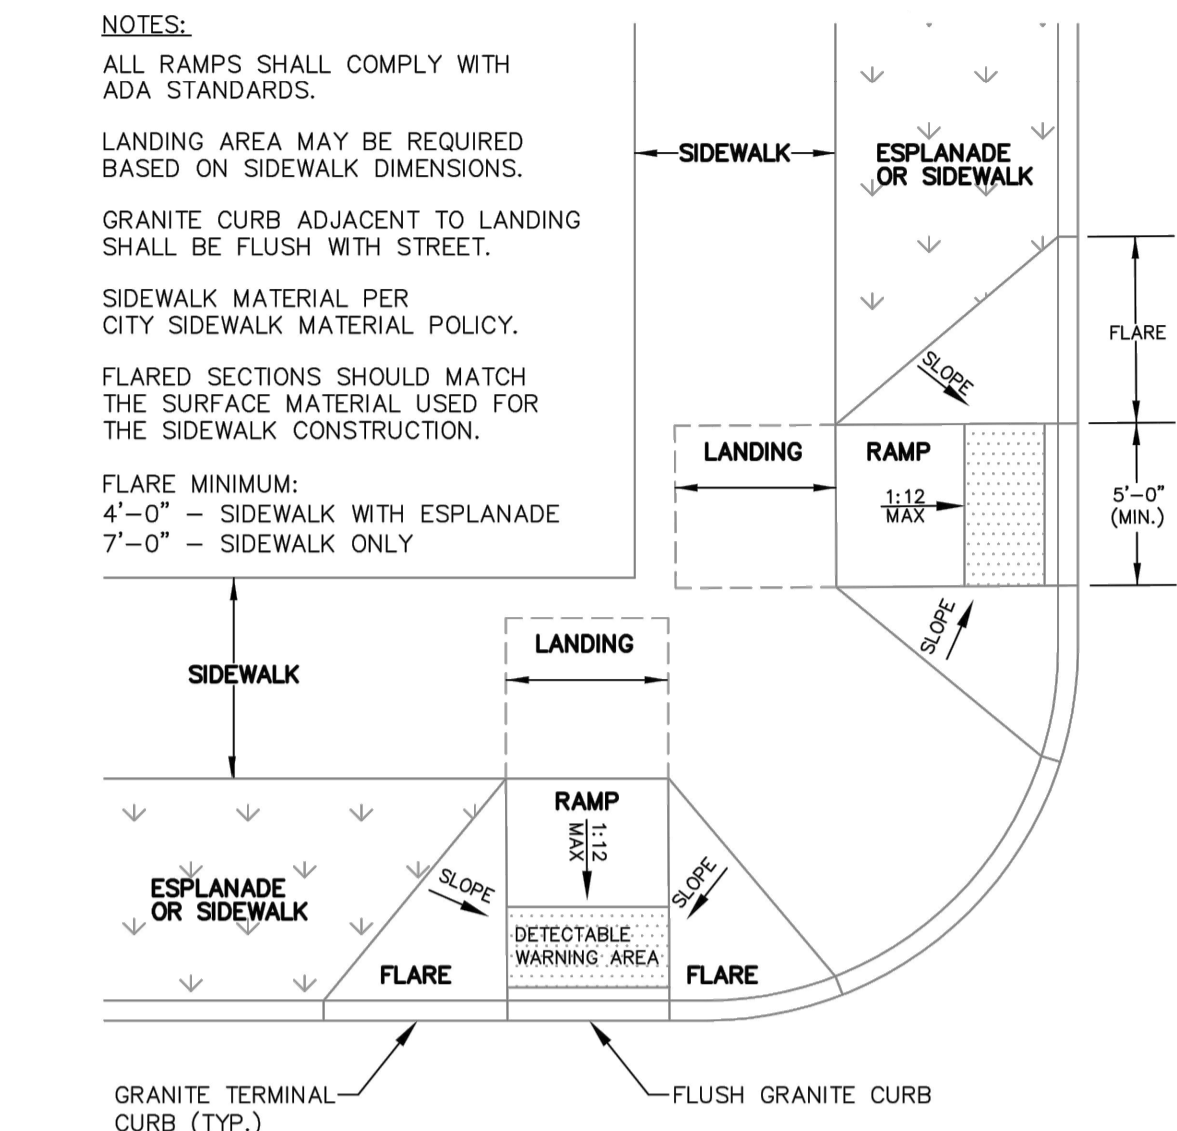 NOTES:
ALL RAMPS SHALL COMPLY WITH
ADA STANDARDS.
LANDING AREA MAY BE REQUIRED
BASED ON SIDEWALK DIMENSIONS.
GRANITE CURB ADJACENT TO LANDING
SHALL BE FLUSH WITH STREET.
SIDEWALK MATERIAL PER
CITY SIDEWALK MATERIAL POLICY.
FLARED SECTIONS SHOULD MATCH
THE SURFACE MATERIAL USED FOR
THE SIDEWALK CONSTRUCTION.
FLARE MINIMUM:
4'-0" - SIDEWALK WITH ESPLANADE
7'-0" - SIDEWALK ONLY
SIDEWALK
ESPLANADE
OR SIDEWALK
FLARE
SLOPE
LANDING
RAMP
1:12
MAX
5'-0"
(MIN.)
SLOPE
LANDING
SIDEWALK
RAMP
1:12
MAX
ESPLANADE
OR SIDEWALK
SLOPE
SLOPE
DETECTABLE
WARNING AREA
FLARE
FLARE
GRANITE TERMINAL
CURB (TYP.)
FLUSH GRANITE CURB